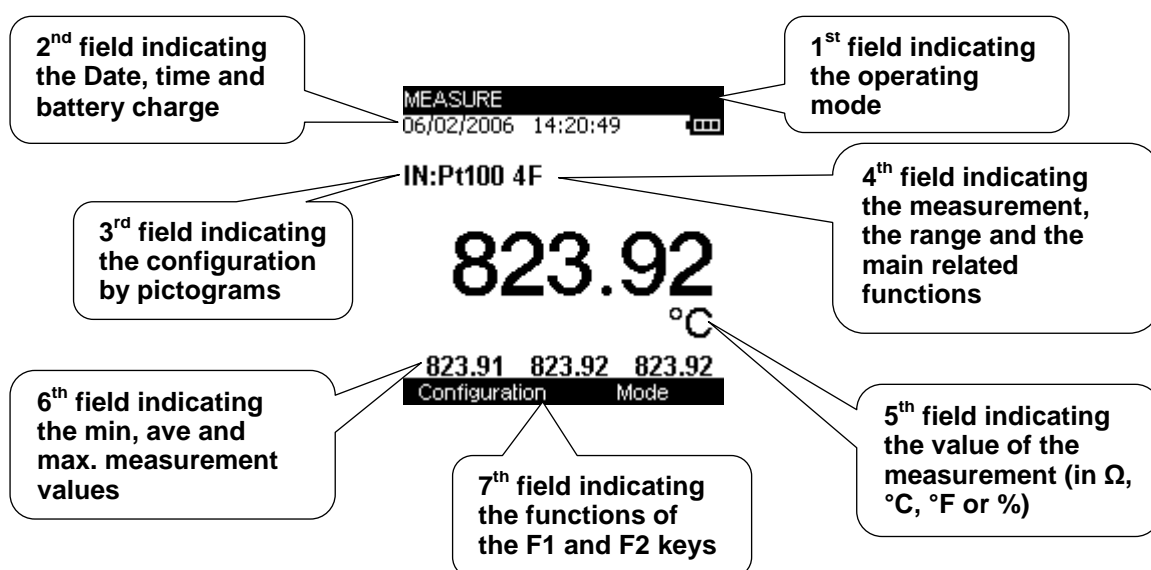 2nd field indicating
the Date, time and
battery charge
1st field indicating
the operating
mode
MEASURE
06/02/2006 14:20:49
IN:Pt100 4F
3rd field indicating
the configuration
by pictograms
4th field indicating
the measurement,
the range and the
main related
functions
823.92
°C
823.91 823.92 823.92
Configuration Mode
6th field indicating
the min, ave and
max. measurement
values
7th field indicating
the functions of
the F1 and F2 keys
5th field indicating
the value of the
measurement (in Ω,
°C, °F or %)